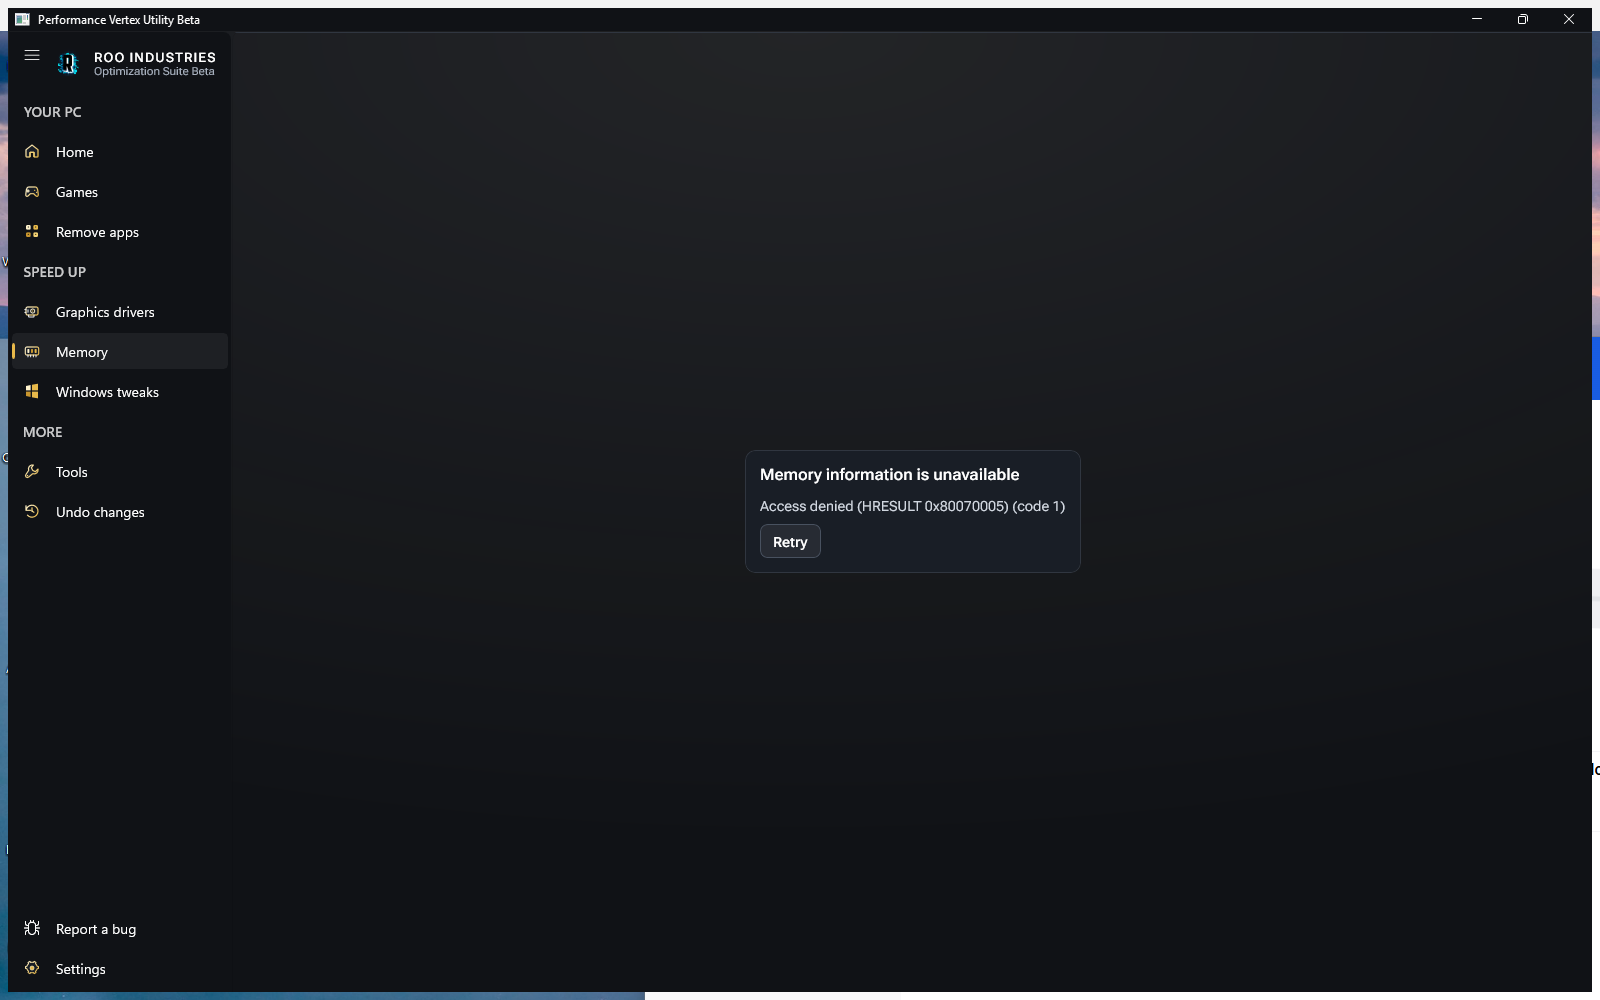 Performance Vertex Utility Beta
ROO INDUSTRIES
Optimization Suite Beta
YOUR PC
Home
Games
Remove apps
SPEED UP
Graphics drivers
Memory
Windows tweaks
MORE
Tools
Undo changes
Memory information is unavailable
Access denied (HRESULT 0x80070005) (code 1)
Retry
Report a bug
Settings